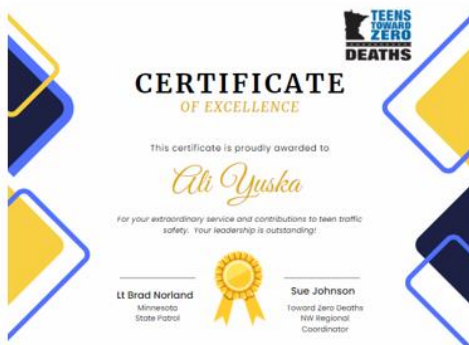 TEENS
TOWARD
ZERO
DEATHS
CERTIFICATE
OF EXCELLENCE
This certificate is proudly awarded to
Ali Yuska
For your extraordinary service and contributions to teen traffic
safety. Your leadership is outstanding!
Lt Brad Norland
Minnesota
State Patrol
Sue Johnson
Toward Zero Deaths
NW Regional
Coordinator